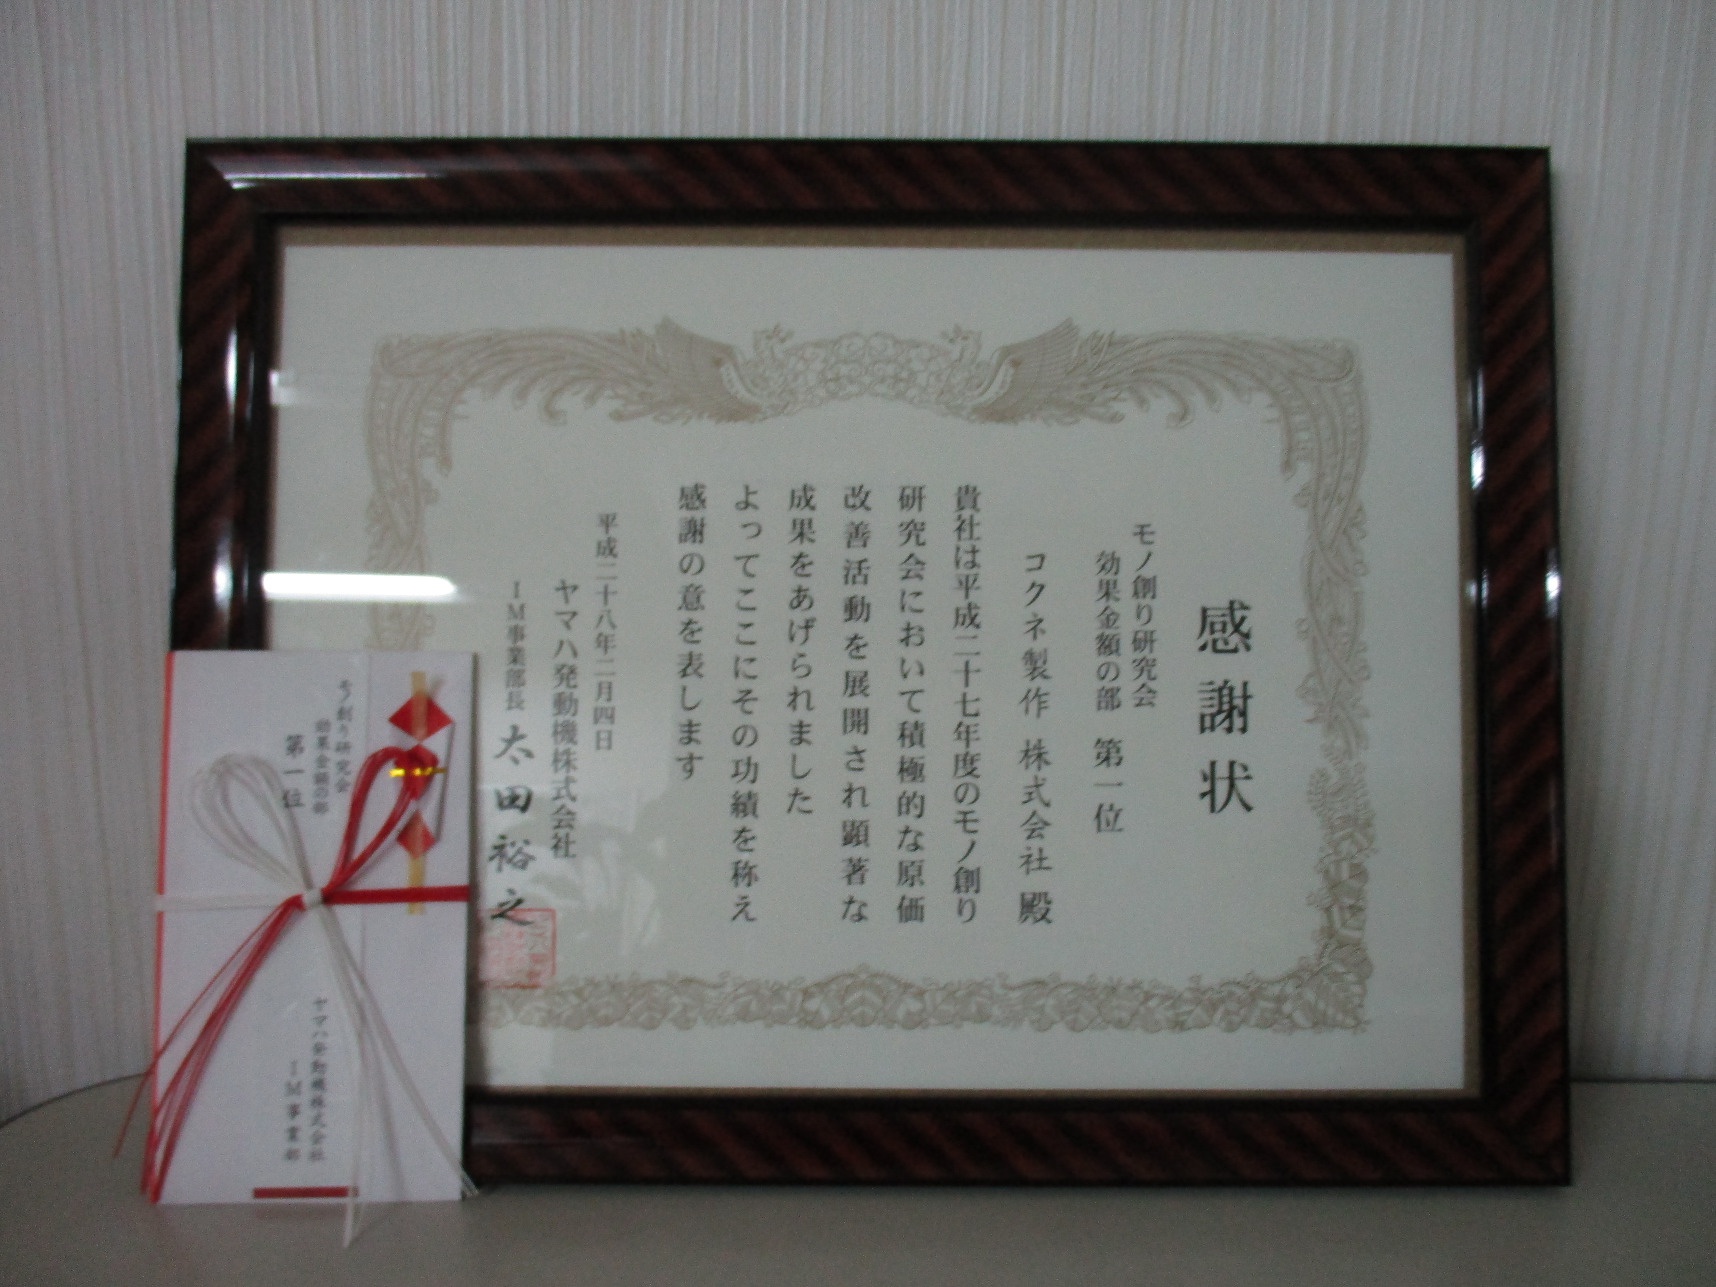 感謝状
モノ創り研究会
効果金額の部 第一位
コクネ製作 株式会社 殿
貴社は平成二十七年度のモノ創り
研究会において積極的な原価
改善活動を展開され顕著な
成果をあげられました
よってここにその功績を称え
感謝の意を表します
平成二十八年二月四日
ヤマハ発動機株式会社
IM事業部長 太田裕之
モノ創り研究会
効果金額の部
第一位
ヤマハ発動機株式会社
IM事業部